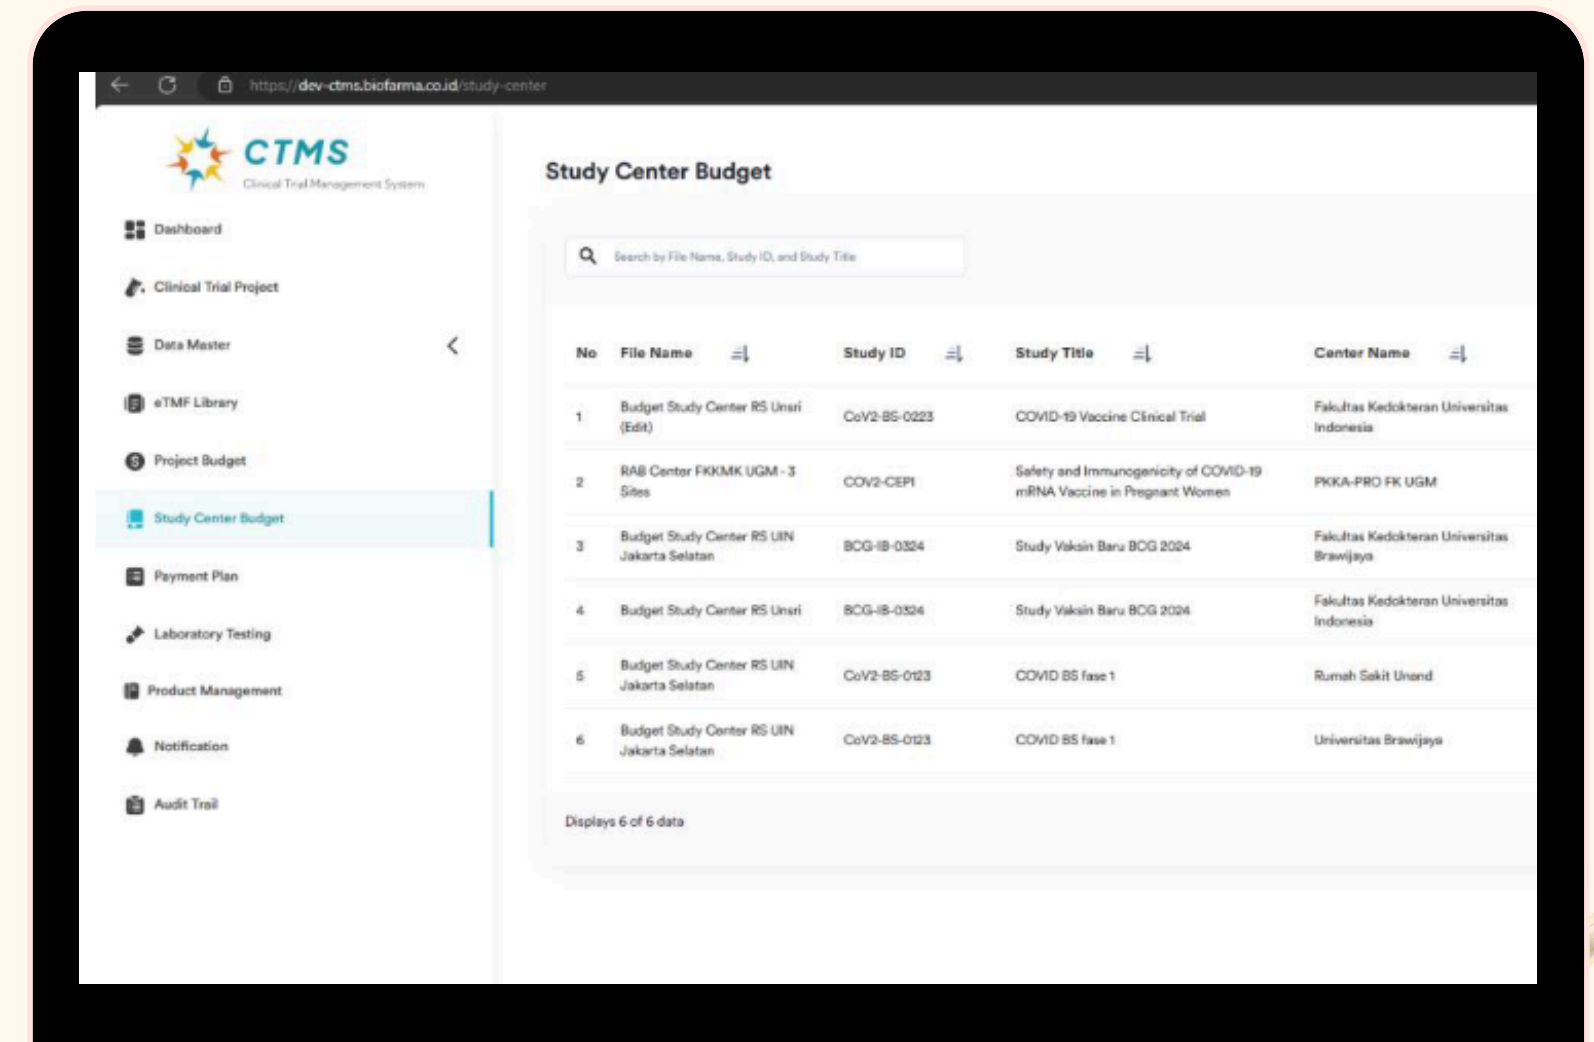 https://dev-ctms.biofarma.co.id/study-center
CTMS
Clinical Trial Management System
Dashboard
Clinical Trial Project
Data Master
eTMF Library
Project Budget
Study Center Budget
Payment Plan
Laboratory Testing
Product Management
Notification
Audit Trail
Study Center Budget
Search by File Name, Study ID, and Study Title
No File Name Study ID Study Title Center Name
1 Budget Study Center RS Unsri (Edit) CoV2-BS-0223 COVID-19 Vaccine Clinical Trial Fakultas Kedokteran Universitas Indonesia
2 RAB Center FKKMK UGM - 3 Sites COV2-CEPI Safety and Immunogenicity of COVID-19 mRNA Vaccine in Pregnant Women PKKA-PRO FK UGM
3 Budget Study Center RS UIN Jakarta Selatan BCG-IB-0324 Study Vaksin Baru BCG 2024 Fakultas Kedokteran Universitas Brawijaya
4 Budget Study Center RS Unsri BCG-IB-0324 Study Vaksin Baru BCG 2024 Fakultas Kedokteran Universitas Indonesia
5 Budget Study Center RS UIN Jakarta Selatan CoV2-BS-0123 COVID BS fase 1 Rumah Sakit Unand
6 Budget Study Center RS UIN Jakarta Selatan CoV2-BS-0123 COVID BS fase 1 Universitas Brawijaya
Displays 6 of 6 data